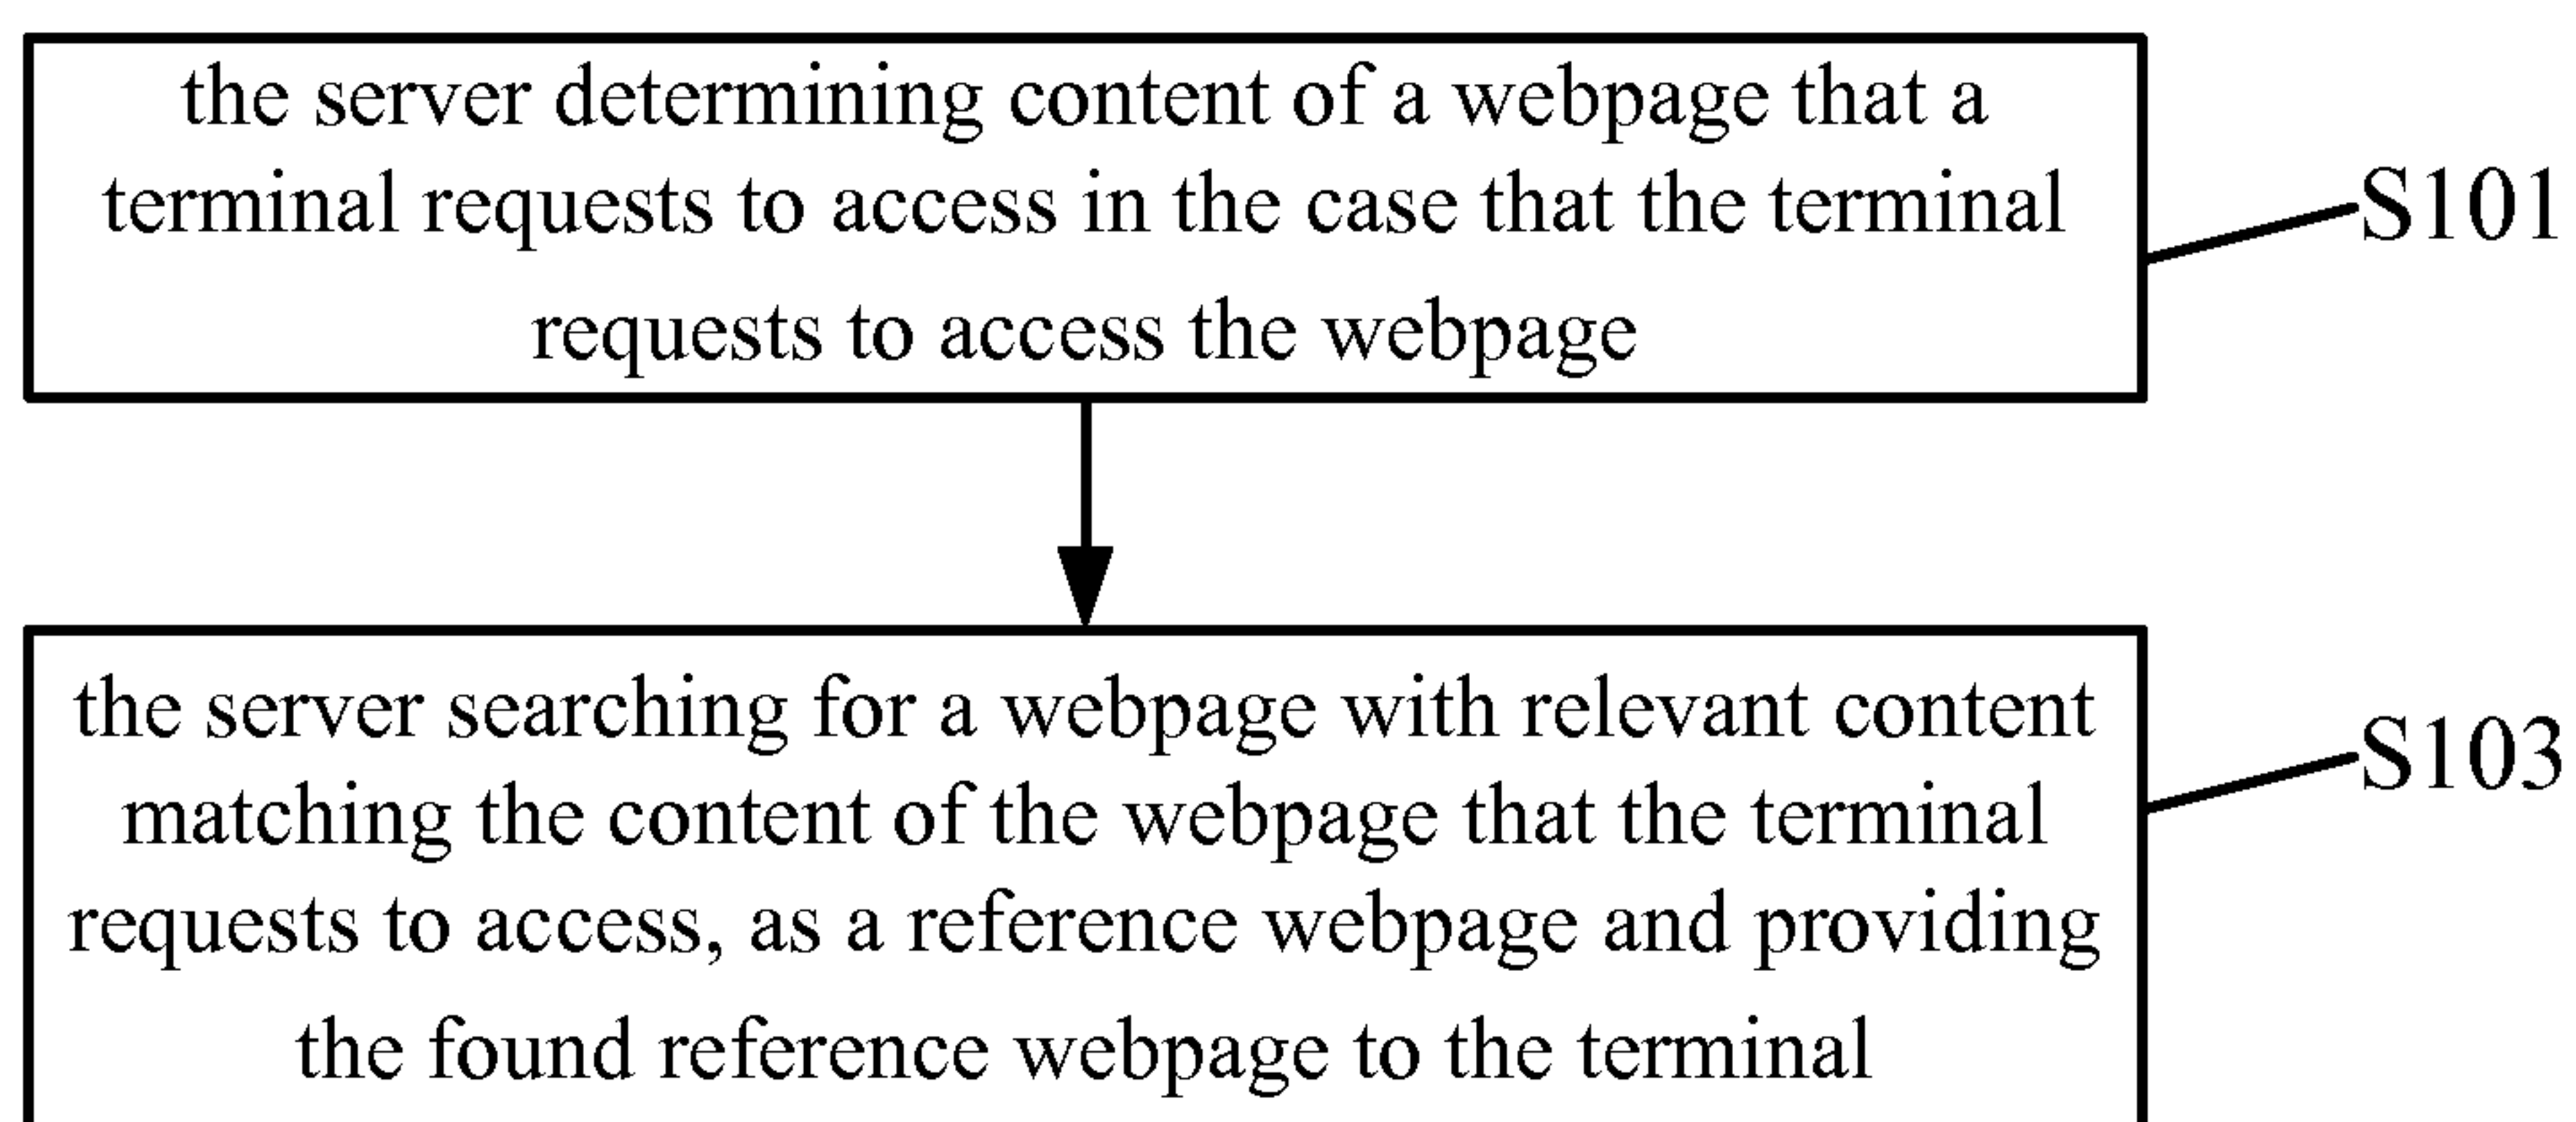 the server determining content of a webpage that a
terminal requests to access in the case that the terminal
requests to access the webpage
S101
the server searching for a webpage with relevant content
matching the content of the webpage that the terminal
requests to access, as a reference webpage and providing
the found reference webpage to the terminal
S103